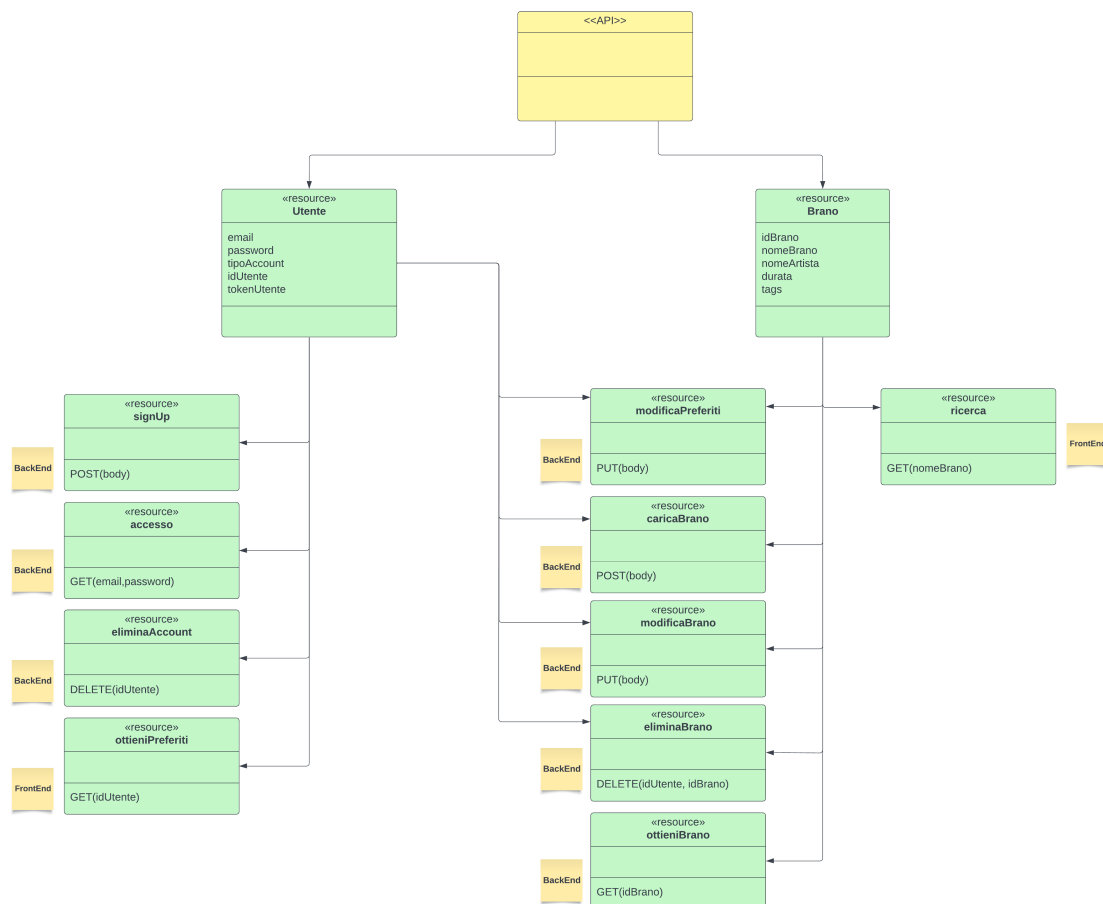 <<API>>
«resource»
Utente
email
password
tipoAccount
idUtente
tokenUtente
«resource»
Brano
idBrano
nomeBrano
nomeArtista
durata
tags
«resource»
signUp
POST(body)
BackEnd
«resource»
accesso
GET(email,password)
BackEnd
«resource»
eliminaAccount
DELETE(idUtente)
BackEnd
«resource»
ottieniPreferiti
GET(idUtente)
FrontEnd
«resource»
modificaPreferiti
PUT(body)
BackEnd
«resource»
caricaBrano
POST(body)
BackEnd
«resource»
modificaBrano
PUT(body)
BackEnd
«resource»
eliminaBrano
DELETE(idUtente, idBrano)
BackEnd
«resource»
ottieniBrano
GET(idBrano)
BackEnd
«resource»
ricerca
GET(nomeBrano)
FrontEnd